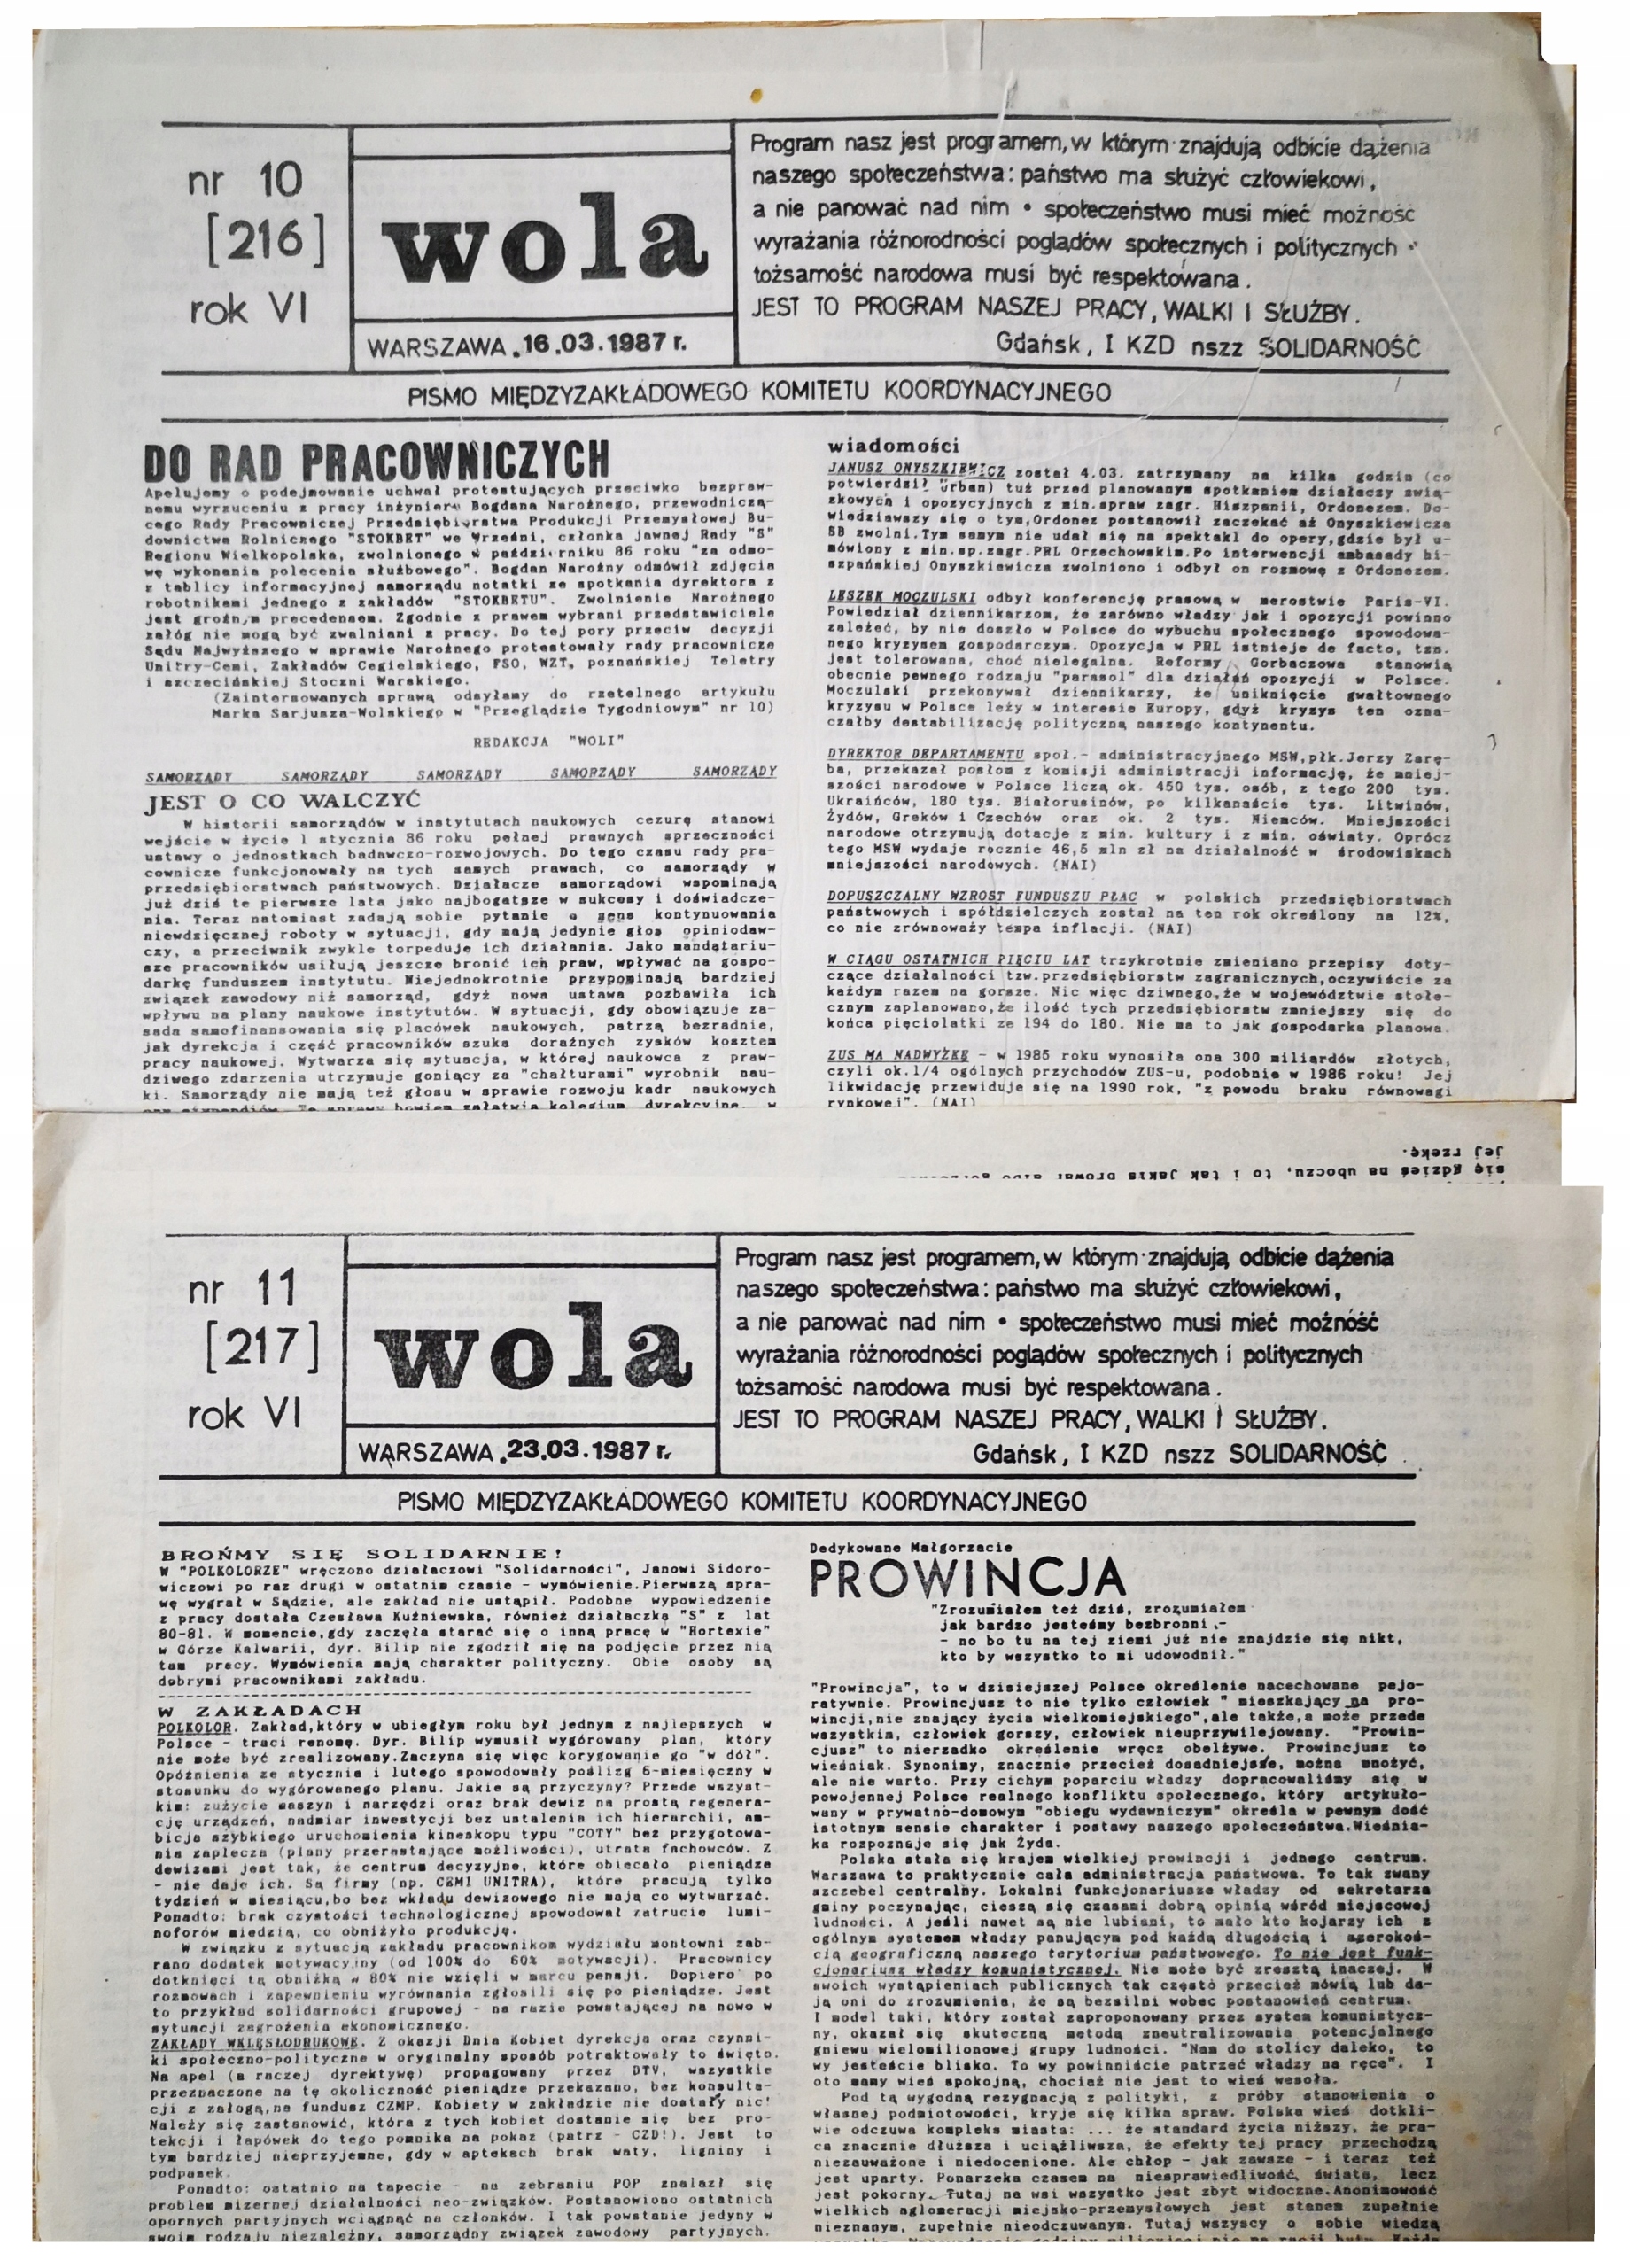 nr 10
[216]
rok VI
wola
WARSZAWA.16.03.1987 r.
Program nasz jest programem, w którym znajdują odbicie dążenia
naszego społeczeństwa: państwo ma służyć człowiekowi,
a nie panować nad nim • społeczeństwo musi mieć możność
wyrażania różnorodności poglądów społecznych i politycznych •
tożsamość narodowa musi być respektowana.
JEST TO PROGRAM NASZEJ PRACY, WALKI I SŁUŻBY.
Gdańsk, I KZD nszz SOLIDARNOŚĆ
PISMO MIĘDZYZAKŁADOWEGO KOMITETU KOORDYNACYJNEGO
DO RAD PRACOWNICZYCH
Apelujemy o podejmowanie uchwał protestujących przeciwko bezpraw-
nemu wyrzuceniu z pracy inżyniera Bogdana Narożnego, przewodniczą-
cego Rady Pracowniczej Przedsiębiorstwa Produkcji Przemysłowej Bu-
downictwa Rolniczego "STOKBET" we Wrześni, członka jawnej Rady "S"
Regionu Wielkopolska, zwolnionego w październiku 86 roku "za odmo-
wę wykonania polecenia służbowego". Bogdan Narożny odmówił zdjęcia
z tablicy informacyjnej samorządu notatki ze spotkania dyrektora z
robotnikami jednego z zakładów "STOKBETU". Zwolnienie Narożnego
jest groźnym precedensem. Zgodnie z prawem wybrani przedstawiciele
załóg nie mogą być zwalniani z pracy. Do tej pory przeciw decyzji
Sądu Najwyższego w sprawie Narożnego protestowały rady pracownicze
Unitry-Cemi, Zakładów Cegielskiego, FSO, WZT, poznańskiej Teletry
i szczecińskiej Stoczni Warskiego.
(Zainteresowanych sprawą odsyłamy do rzetelnego artykułu
Marka Sarjusza-Wolskiego w "Przeglądzie Tygodniowym" nr 10)
REDAKCJA "WOLI"
SAMORZĄDY SAMORZĄDY SAMORZĄDY SAMORZĄDY SAMORZĄDY
JEST O CO WALCZYĆ
W historii samorządów w instytutach naukowych cezurę stanowi
wejście w życie 1 stycznia 86 roku pełnej prawnych sprzeczności
ustawy o jednostkach badawczo-rozwojowych. Do tego czasu rady pra-
cownicze funkcjonowały na tych samych prawach, co samorządy w
przedsiębiorstwach państwowych. Działacze samorządowi wspominają
już dziś te pierwsze lata jako najbogatsze w sukcesy i doświadcze-
nia. Teraz natomiast zadają sobie pytanie o sens kontynuowania
niewdzięcznej roboty w sytuacji, gdy mają jedynie głos opiniodaw-
czy, a przeciwnik zwykle torpeduje ich działania. Jako mandatariu-
sze pracowników usiłują jeszcze bronić ich praw, wpływać na gospo-
darkę funduszem instytutu. Niejednokrotnie przypominają bardziej
związek zawodowy niż samorząd, gdyż nowa ustawa pozbawiła ich
wpływu na plany naukowe instytutów. W sytuacji, gdy obowiązuje za-
sada samofinansowania się placówek naukowych, patrzą bezradnie,
jak dyrekcja i część pracowników szuka doraźnych zysków kosztem
pracy naukowej. Wytwarza się sytuacja, w której naukowca z praw-
dziwego zdarzenia utrzymuje goniący za "chałturami" wyrobnik nau-
ki. Samorządy nie mają też głosu w sprawie rozwoju kadr naukowych
oraz stypendiów. Te sprawy bowiem załatwia kolegium dyrekcyjne, w
wiadomości
JANUSZ ONYSZKIEWICZ został 4.03. zatrzymany na kilka godzin (co
potwierdził Urban) tuż przed planowanym spotkaniem działaczy zwią-
zkowych i opozycyjnych z min.spraw zagr. Hiszpanii, Ordonezem. Do-
wiedziawszy się o tym,Ordonez postanowił zaczekać aż Onyszkiewicza
SB zwolni.Tym samym nie udał się na spektakl do opery,gdzie był u-
mówiony z min.sp.zagr.PRL Orzechowskim.Po interwencji ambasady hi-
szpańskiej Onyszkiewicza zwolniono i odbył on rozmowę z Ordonezem.
LESZEK MOCZULSKI odbył konferencję prasową w merostwie Paris-VI.
Powiedział dziennikarzom, że zarówno władzy jak i opozycji powinno
zależeć, by nie doszło w Polsce do wybuchu społecznego spowodowa-
nego kryzysem gospodarczym. Opozycja w PRL istnieje de facto, tzn.
jest tolerowana, choć nielegalna. Reformy Gorbaczowa stanowią
obecnie pewnego rodzaju "parasol" dla działań opozycji w Polsce.
Moczulski przekonywał dziennikarzy, że uniknięcie gwałtownego
kryzysu w Polsce leży w interesie Europy, gdyż kryzys ten ozna-
czałby destabilizację polityczną naszego kontynentu.
DYREKTOR DEPARTAMENTU społ.- administracyjnego MSW,płk.Jerzy Zarę-
ba, przekazał posłom z komisji administracji informację, że mniej-
szości narodowe w Polsce liczą ok. 450 tys. osób, z tego 200 tys.
Ukraińców, 180 tys. Białorusinów, po kilkanaście tys. Litwinów,
Żydów, Greków i Czechów oraz ok. 2 tys. Niemców. Mniejszości
narodowe otrzymują dotacje z min. kultury i z min. oświaty. Oprócz
tego MSW wydaje rocznie 46,5 mln zł na działalność w środowiskach
mniejszości narodowych. (NAI)
DOPUSZCZALNY WZROST FUNDUSZU PŁAC w polskich przedsiębiorstwach
państwowych i spółdzielczych został na ten rok określony na 12%,
co nie zrównoważy tempa inflacji. (NAI)
W CIĄGU OSTATNICH PIĘCIU LAT trzykrotnie zmieniano przepisy doty-
czące działalności tzw.przedsiębiorstw zagranicznych,oczywiście za
każdym razem na gorsze. Nic więc dziwnego,że w województwie stołe-
cznym zaplanowano,że ilość tych przedsiębiorstw zmniejszy się do
końca pięciolatki ze 194 do 180. Nie ma to jak gospodarka planowa.
ZUS MA NADWYŻKĘ - w 1985 roku wynosiła ona 300 miliardów złotych,
czyli ok.1/4 ogólnych przychodów ZUS-u, podobnie w 1986 roku! Jej
likwidację przewiduje się na 1990 rok, "z powodu braku równowagi
rynkowej". (NAI)
się gdzieś na uboczu, to i tak jakiś
jej rzekę.
nr 11
[217]
rok VI
wola
WARSZAWA.23.03.1987 r.
Program nasz jest programem, w którym znajdują odbicie dążenia
naszego społeczeństwa: państwo ma służyć człowiekowi,
a nie panować nad nim • społeczeństwo musi mieć możność
wyrażania różnorodności poglądów społecznych i politycznych
tożsamość narodowa musi być respektowana.
JEST TO PROGRAM NASZEJ PRACY, WALKI I SŁUŻBY.
Gdańsk, I KZD nszz SOLIDARNOŚĆ
PISMO MIĘDZYZAKŁADOWEGO KOMITETU KOORDYNACYJNEGO
BROŃMY SIĘ SOLIDARNIE!
W "POLKOLORZE" wręczono działaczowi "Solidarności", Janowi Sidoro-
wiczowi po raz drugi w ostatnim czasie - wymówienie.Pierwszą spra-
wę wygrał w Sądzie, ale zakład nie ustąpił. Podobne wypowiedzenie
z pracy dostała Czesława Kuźniewska, również działaczka "S" z lat
80-81. W momencie,gdy zaczęła starać się o inną pracę w "Hortexie"
w Górze Kalwarii, dyr. Bilip nie zgodził się na podjęcie przez nią
tam pracy. Wymówienia mają charakter polityczny. Obie osoby są
dobrymi pracownikami zakładu.
W ZAKŁADACH
POLKOLOR. Zakład,który w ubiegłym roku był jednym z najlepszych w
Polsce - traci renomę. Dyr. Bilip wymusił wygórowany plan, który
nie może być zrealizowany.Zaczyna się więc korygowanie go "w dół".
Opóźnienia ze stycznia i lutego spowodowały poślizg 6-miesięczny w
stosunku do wygórowanego planu. Jakie są przyczyny? Przede wszyst-
kim: zużycie maszyn i narzędzi oraz brak dewiz na prostą regenera-
cję urządzeń, nadmiar inwestycji bez ustalenia ich hierarchii, am-
bicja szybkiego uruchomienia kineskopu typu "COTY" bez przygotowa-
nia zaplecza (plany przerastające możliwości), utrata fachowców. Z
dewizami jest tak, że centrum decyzyjne, które obiecało pieniądze
- nie daje ich. Są firmy (np. CEMI UNITRA), które pracują tylko
tydzień w miesiącu,bo bez wkładu dewizowego nie mają co wytwarzać.
Ponadto: brak czystości technologicznej spowodował zatrucie lumi-
noforów miedzią, co obniżyło produkcję.
W związku z sytuacją zakładu pracownikom wydziału montowni zab-
rano dodatek motywacyjny (od 100% do 60% motywacji). Pracownicy
dotknięci tą obniżką w 80% nie wzięli w marcu pensji. Dopiero po
rozmowach i zapewnieniu wyrównania zgłosili się po pieniądze. Jest
to przykład solidarności grupowej - na razie powstającej na nowo w
sytuacji zagrożenia ekonomicznego.
ZAKŁADY WKLĘSŁODRUKOWE. Z okazji Dnia Kobiet dyrekcja oraz czynni-
ki społeczno-polityczne w oryginalny sposób potraktowały to święto.
Na apel (a raczej dyrektywę) propagowany przez DTV, wszystkie
przeznaczone na tę okoliczność pieniądze przekazano, bez konsulta-
cji z załogą,na fundusz CZMP. Kobiety w zakładzie nie dostały nic!
Należy się zastanowić, która z tych kobiet dostanie się bez pro-
tekcji i łapówek do tego pomnika na pokaz (patrz - CZD!). Jest to
tym bardziej nieprzyjemne, gdy w aptekach brak waty, ligniny i
podpasek.
Ponadto: ostatnio na tapecie - na zebraniu POP znalazł się
problem mizernej działalności neo-związków. Postanowiono ostatnich
opornych partyjnych wciągnąć na członków. I tak powstanie jedyny w
swoim rodzaju niezależny, samorządny związek zawodowy partyjnych.
Dedykowane Małgorzacie
PROWINCJA
"Zrozumiałem też dziś, zrozumiałem
jak bardzo jesteśmy bezbronni -
- no bo tu na tej ziemi już nie znajdzie się nikt,
kto by wszystko to mi udowodnił."
"Prowincja", to w dzisiejszej Polsce określenie nacechowane pejo-
ratywnie. Prowincjusz to nie tylko człowiek " mieszkający na pro-
wincji,nie znający życia wielkomiejskiego",ale także,a może przede
wszystkim, człowiek gorszy, człowiek nieuprzywilejowany. "Prowin-
cjusz" to nierzadko określenie wręcz obelżywe. Prowincjusz to
wieśniak. Synonimy, znacznie przecież dosadniejsze, można mnożyć,
ale nie warto. Przy cichym poparciu władzy dopracowaliśmy się w
powojennej Polsce realnego konfliktu społecznego, który artykuło-
wany w prywatno-domowym "obiegu wydawniczym" określa w pewnym dość
istotnym sensie charakter i postawy naszego społeczeństwa.Wieśnia-
ka rozpoznaje się jak Żyda.
Polska stała się krajem wielkiej prowincji i jednego centrum.
Warszawa to praktycznie cała administracja państwowa. To tak zwany
szczebel centralny. Lokalni funkcjonariusze władzy od sekretarza
gminy poczynając, cieszą się czasami dobrą opinią wśród miejscowej
ludności. A jeśli nawet są nie lubiani, to mało kto kojarzy ich z
ogólnym systemem władzy panującym pod każdą długością i szerokoś-
cią geograficzną naszego terytorium państwowego. To nie jest funk-
cjonariusz władzy komunistycznej. Nie może być zresztą inaczej. W
swoich wystąpieniach publicznych tak często przecież mówią lub da-
ją oni do zrozumienia, że są bezsilni wobec postanowień centrum.
I model taki, który został zaproponowany przez system komunistycz-
ny, okazał się skuteczną metodą zneutralizowania potencjalnego
gniewu wielomilionowej grupy ludności. "Nam do stolicy daleko, to
wy jesteście blisko. To wy powinniście patrzeć władzy na ręce". I
oto mamy wieś spokojną, chociaż nie jest to wieś wesoła.
Pod tą wygodną rezygnacją z polityki, z próby stanowienia o
własnej podmiotowości, kryje się kilka spraw. Polska wieś dotkli-
wie odczuwa kompleks miasta: ... że standard życia niższy, że pra-
ca znacznie dłuższa i uciążliwsza, że efekty tej pracy przechodzą
niezauważone i niedocenione. Ale chłop - jak zawsze - i teraz też
jest uparty. Ponarzeka czasem na niesprawiedliwość świata, lecz
jest pokorny. Tutaj na wsi wszystko jest zbyt widoczne.Anonimowość
wielkich aglomeracji miejsko-przemysłowych jest stanem zupełnie
nieznanym, zupełnie nieodczuwanym. Tutaj wszyscy o sobie wiedzą